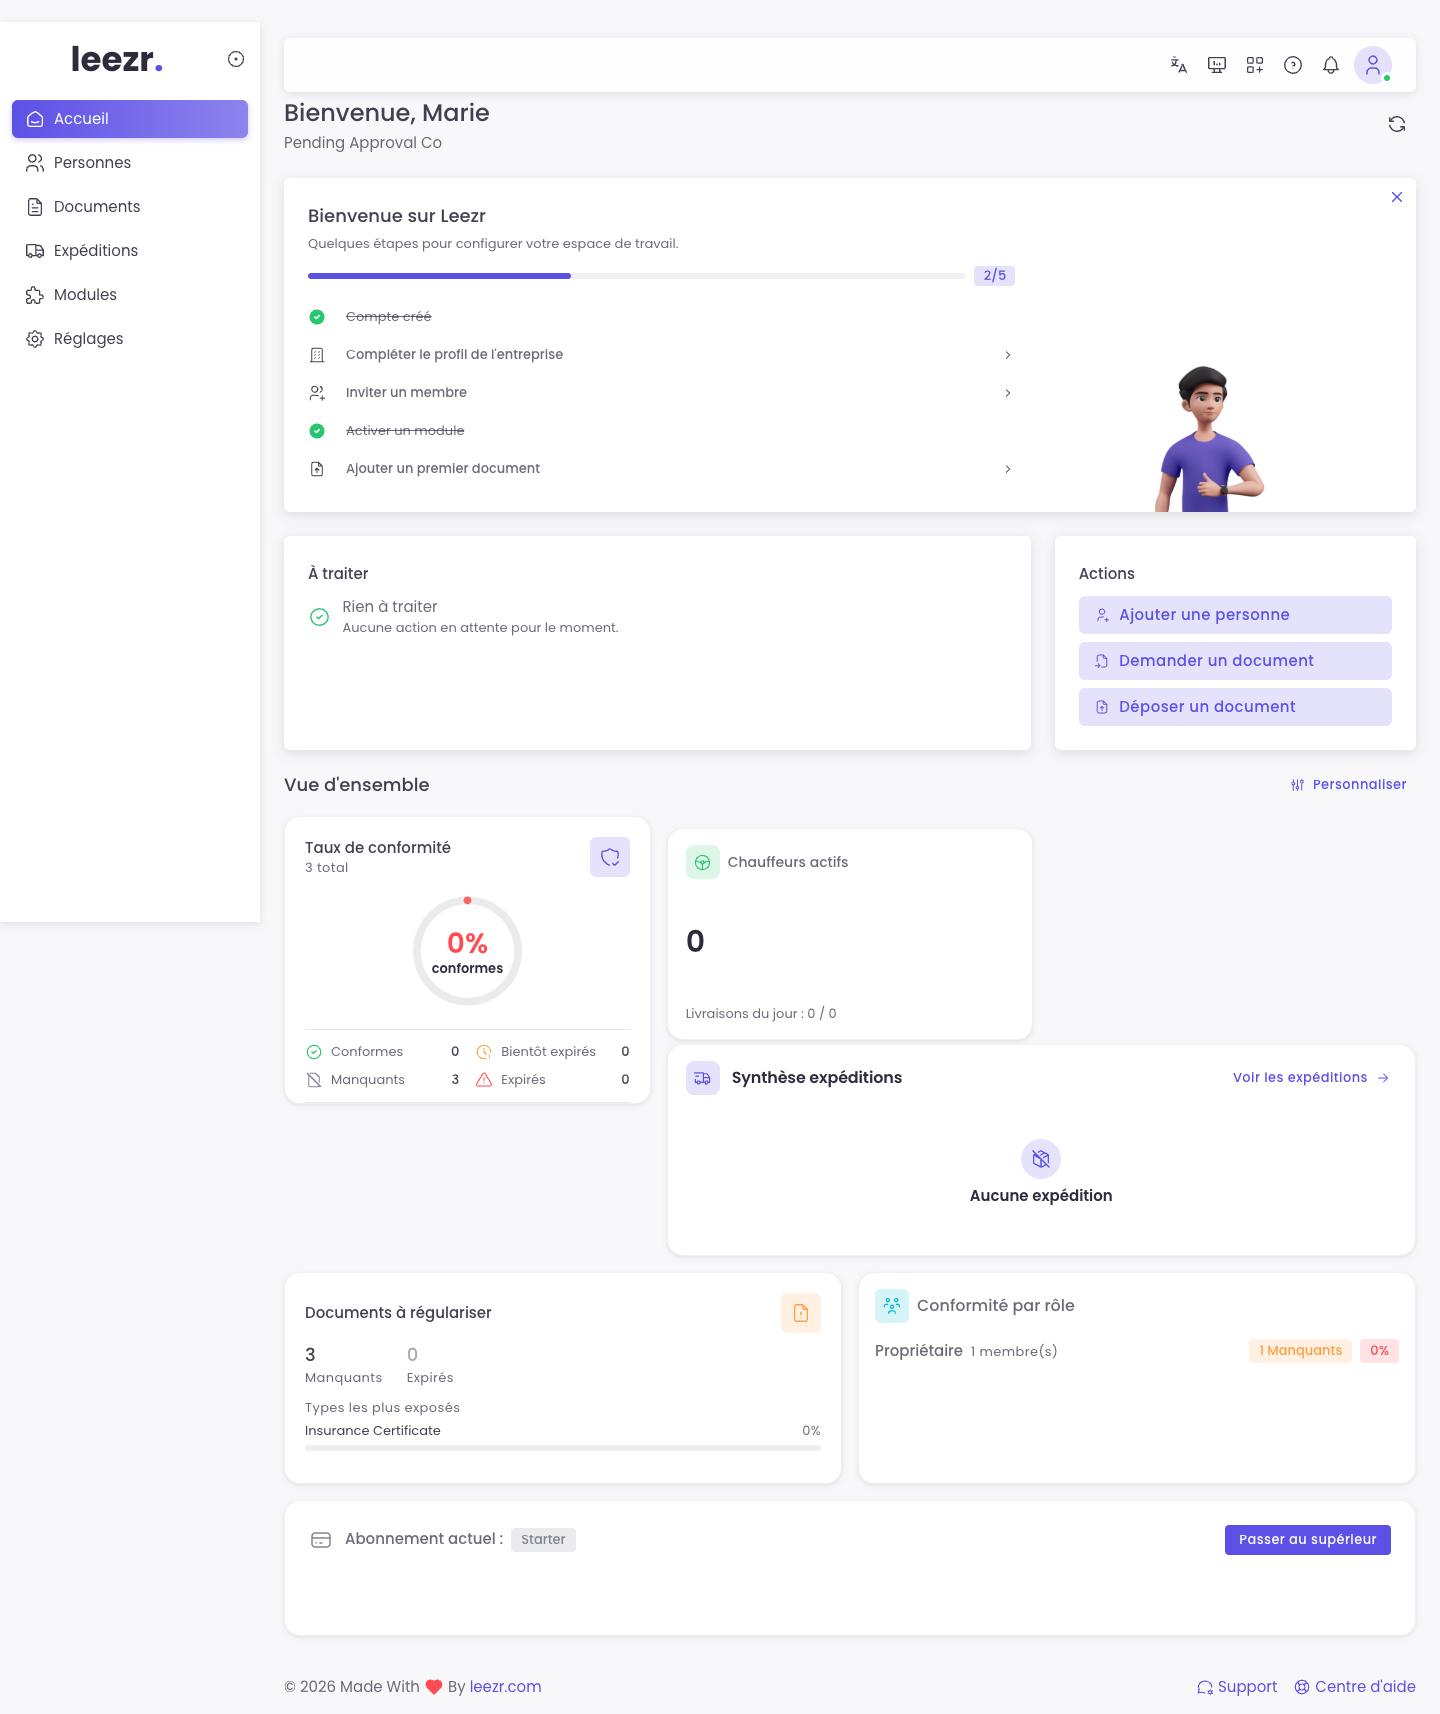 leezr.
Accueil
Personnes
Documents
Expéditions
Modules
Réglages
Bienvenue, Marie
Pending Approval Co
Bienvenue sur Leezr
Quelques étapes pour configurer votre espace de travail.
2/5
Compte créé
Compléter le profil de l'entreprise
Inviter un membre
Activer un module
Ajouter un premier document
À traiter
Rien à traiter
Aucune action en attente pour le moment.
Actions
Ajouter une personne
Demander un document
Déposer un document
Vue d'ensemble
Personnaliser
Taux de conformité
3 total
0%
conformes
Conformes 0
Bientôt expirés 0
Manquants 3
Expirés 0
Chauffeurs actifs
0
Livraisons du jour : 0 / 0
Synthèse expéditions
Voir les expéditions
Aucune expédition
Documents à régulariser
3 0
Manquants Expirés
Types les plus exposés
Insurance Certificate 0%
Conformité par rôle
Propriétaire 1 membre(s) 1 Manquants 0%
Abonnement actuel : Starter
Passer au supérieur
© 2026 Made With By leezr.com
Support Centre d'aide